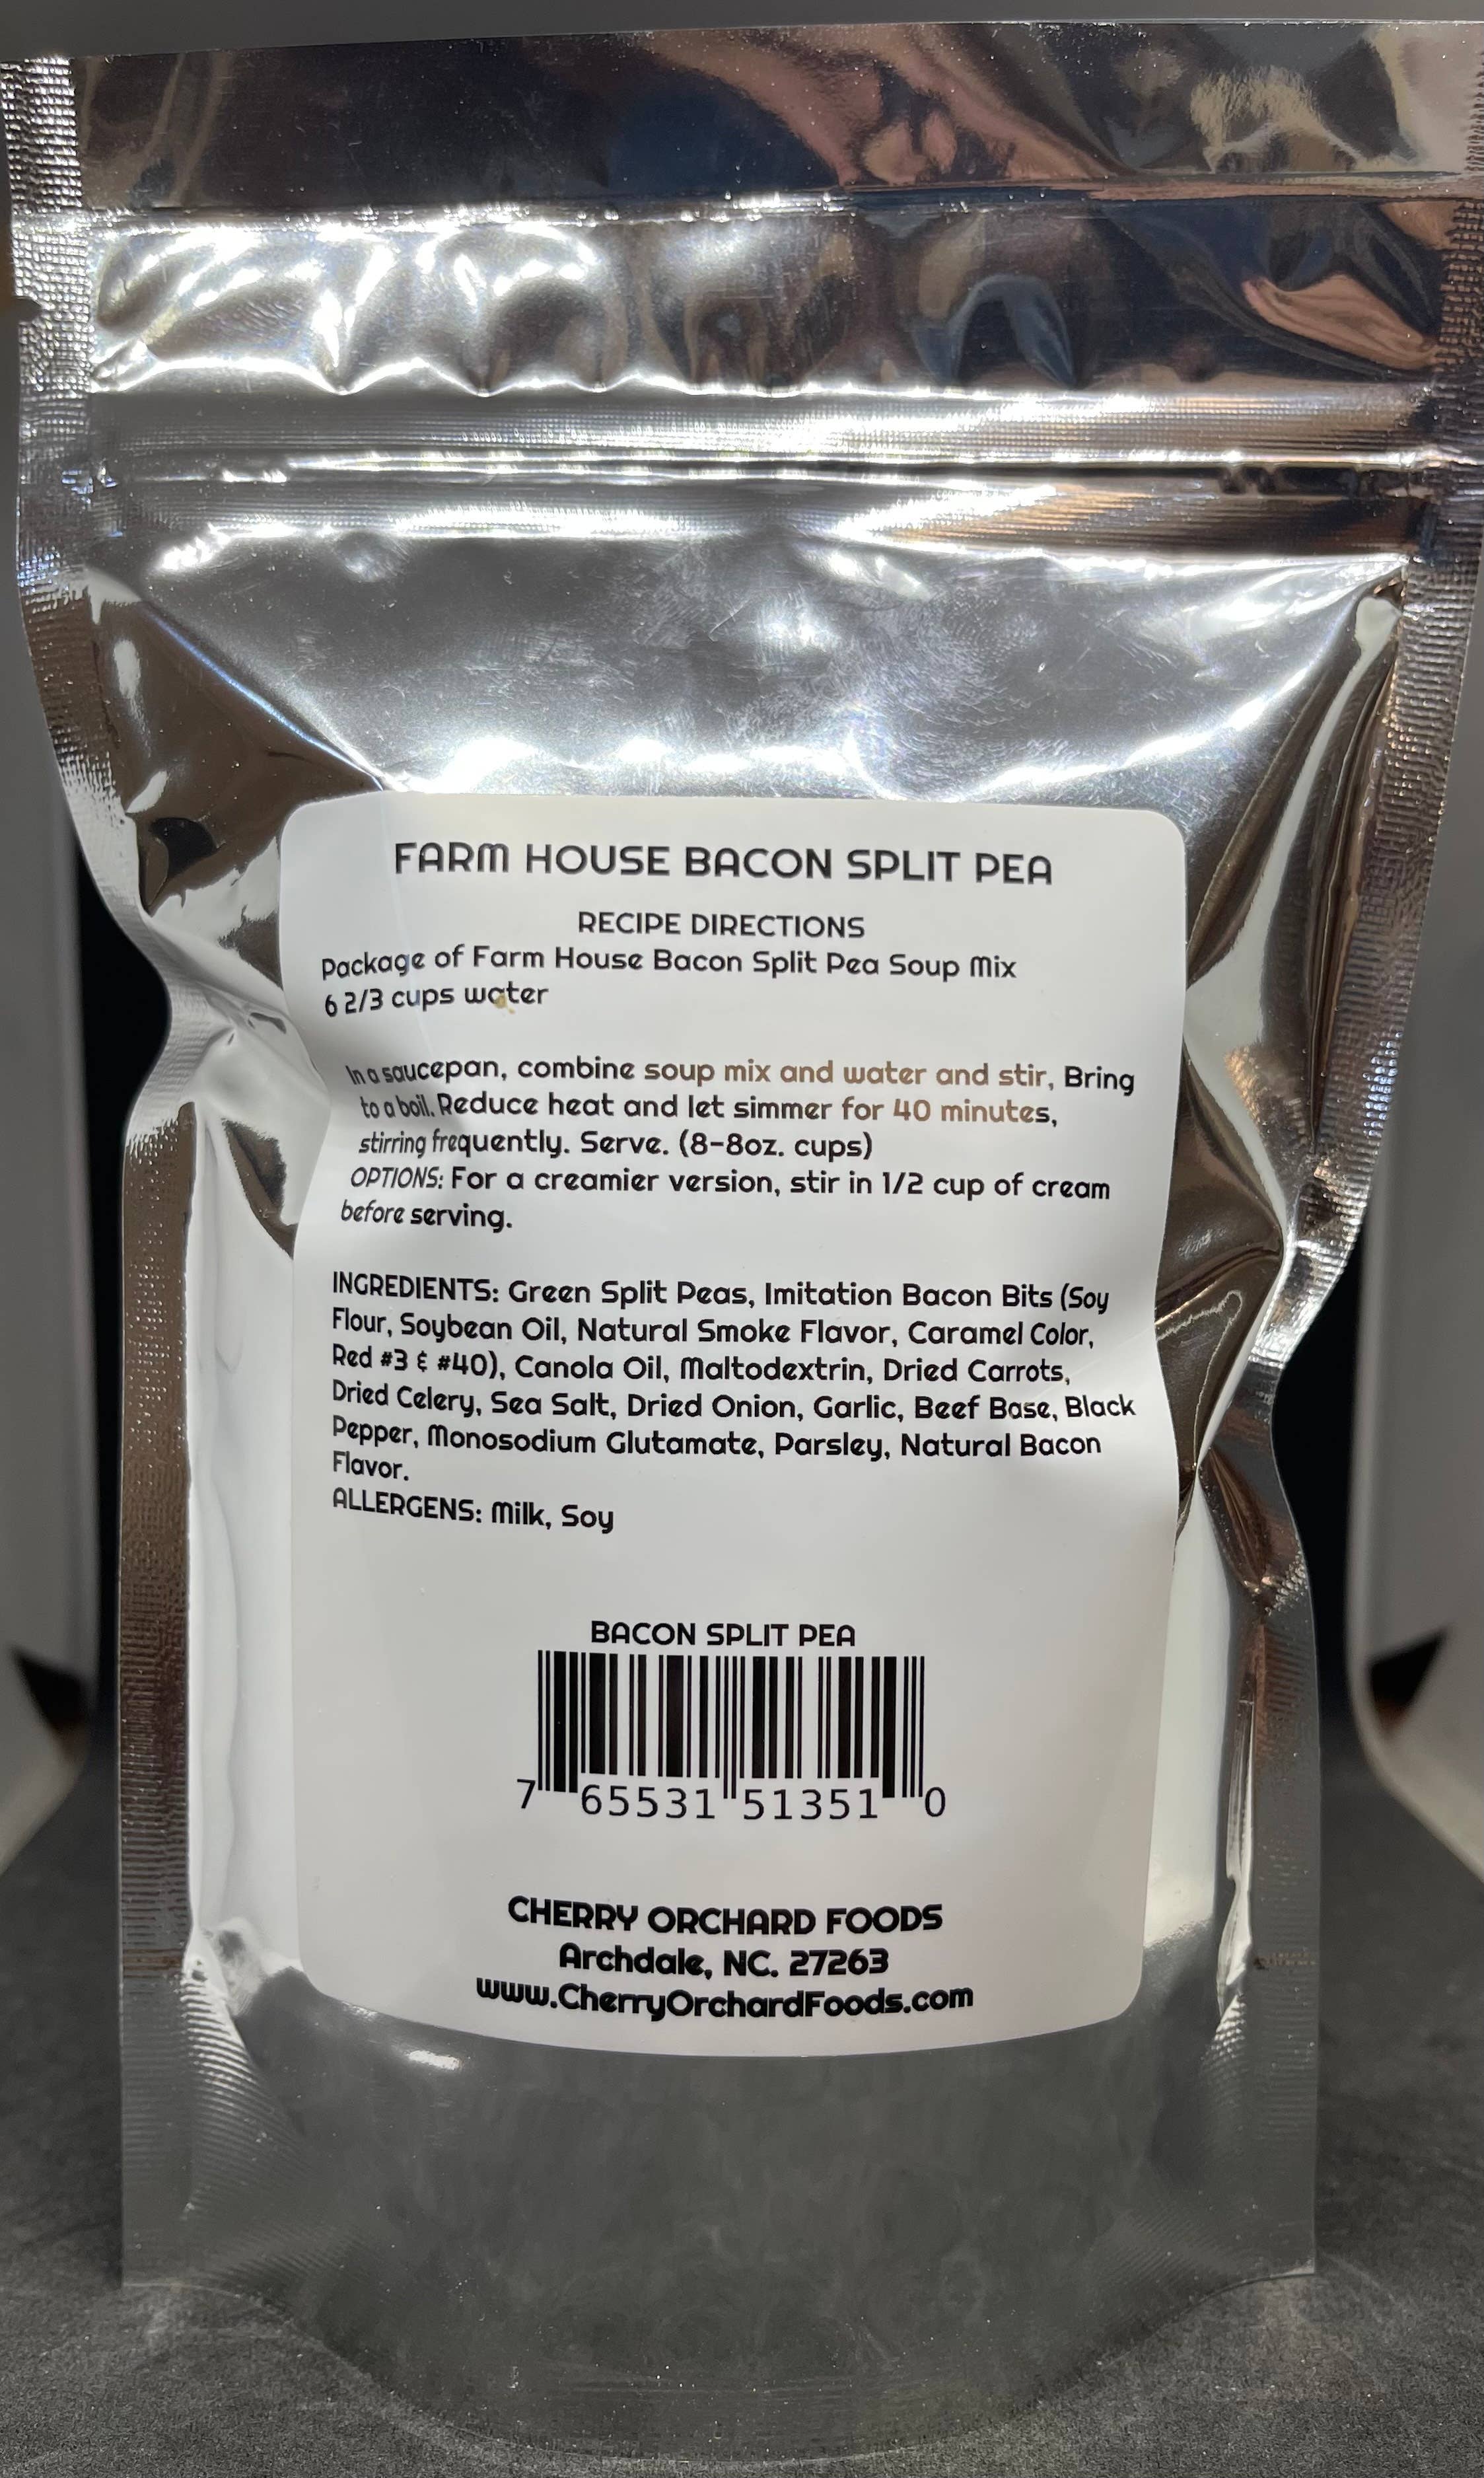 FARM HOUSE BACON SPLIT PEA
RECIPE DIRECTIONS
Package of Farm House Bacon Split Pea Soup Mix
6 2/3 cups water
In a saucepan, combine soup mix and water and stir, Bring
to a boil. Reduce heat and let simmer for 40 minutes,
stirring frequently. Serve. (8-8oz. cups)
OPTIONS: For a creamier version, stir in 1/2 cup of cream
before serving.
INGREDIENTS: Green Split Peas, Imitation Bacon Bits (Soy
Flour, Soybean Oil, Natural Smoke Flavor, Caramel Color,
Red #3 & #40), Canola Oil, Maltodextrin, Dried Carrots,
Dried Celery, Sea Salt, Dried Onion, Garlic, Beef Base, Black
Pepper, Monosodium Glutamate, Parsley, Natural Bacon
Flavor.
ALLERGENS: Milk, Soy
BACON SPLIT PEA
7 65531 51351 0
CHERRY ORCHARD FOODS
Archdale, NC. 27263
www.CherryOrchardFoods.com